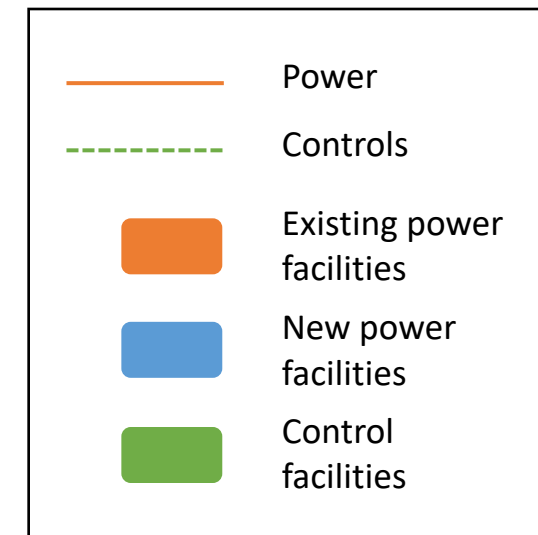 Power
Controls
Existing power
facilities
New power
facilities
Control
facilities